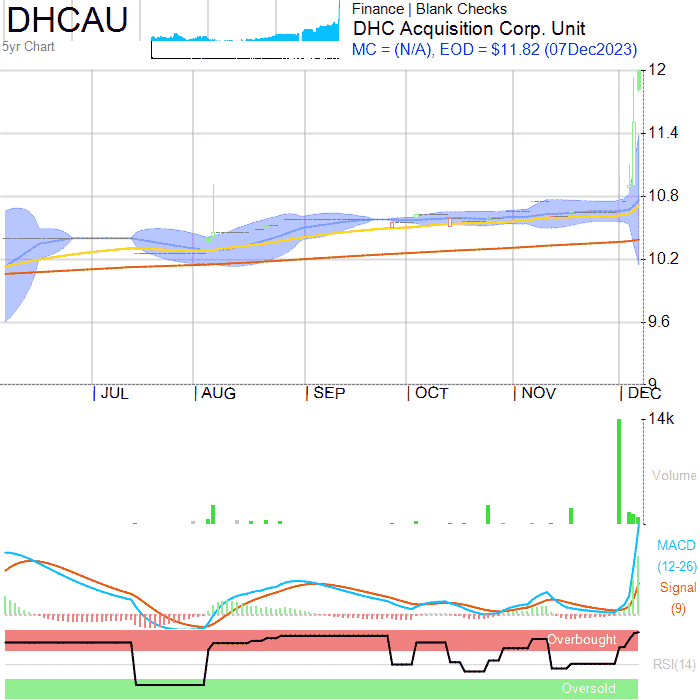 DHCAU
5yr Chart
Finance | Blank Checks
DHC Acquisition Corp. Unit
MC = (N/A), EOD = $11.82 (07Dec2023)
12
11.4
10.8
10.2
9.6
9
JUL
AUG
SEP
OCT
NOV
DEC
14k
Volume
MACD
(12-26)
Signal
(9)
Overbought
RSI(14)
Oversold